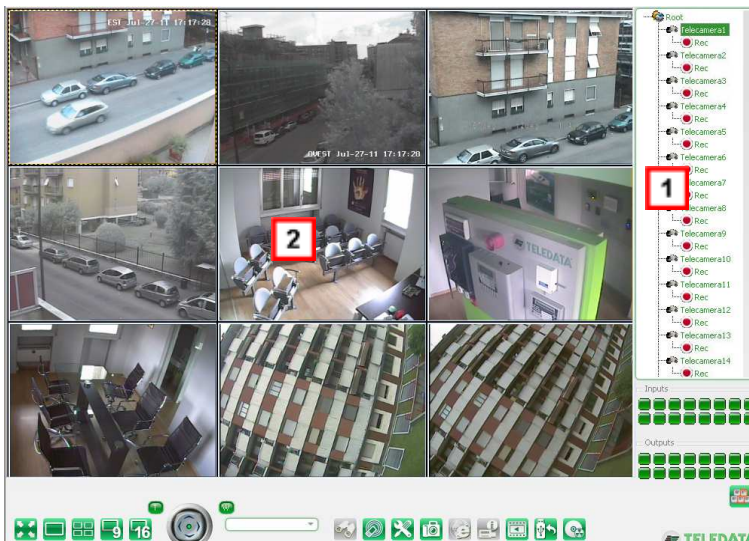 EST Jul-27-11 17:17:20
OVEST Jul-27-11 17:17:20
2
TELEDATA
Root
Telecamera1
Rec
Telecamera2
Rec
Telecamera3
Rec
Telecamera4
Rec
Telecamera5
Rec
Telecamera6
Rec
1
Telecamera7
Rec
Telecamera8
Rec
Telecamera9
Rec
Telecamera10
Rec
Telecamera11
Rec
Telecamera12
Rec
Telecamera13
Rec
Telecamera14
Rec
Inputs
Outputs
9
16
TELEDATA